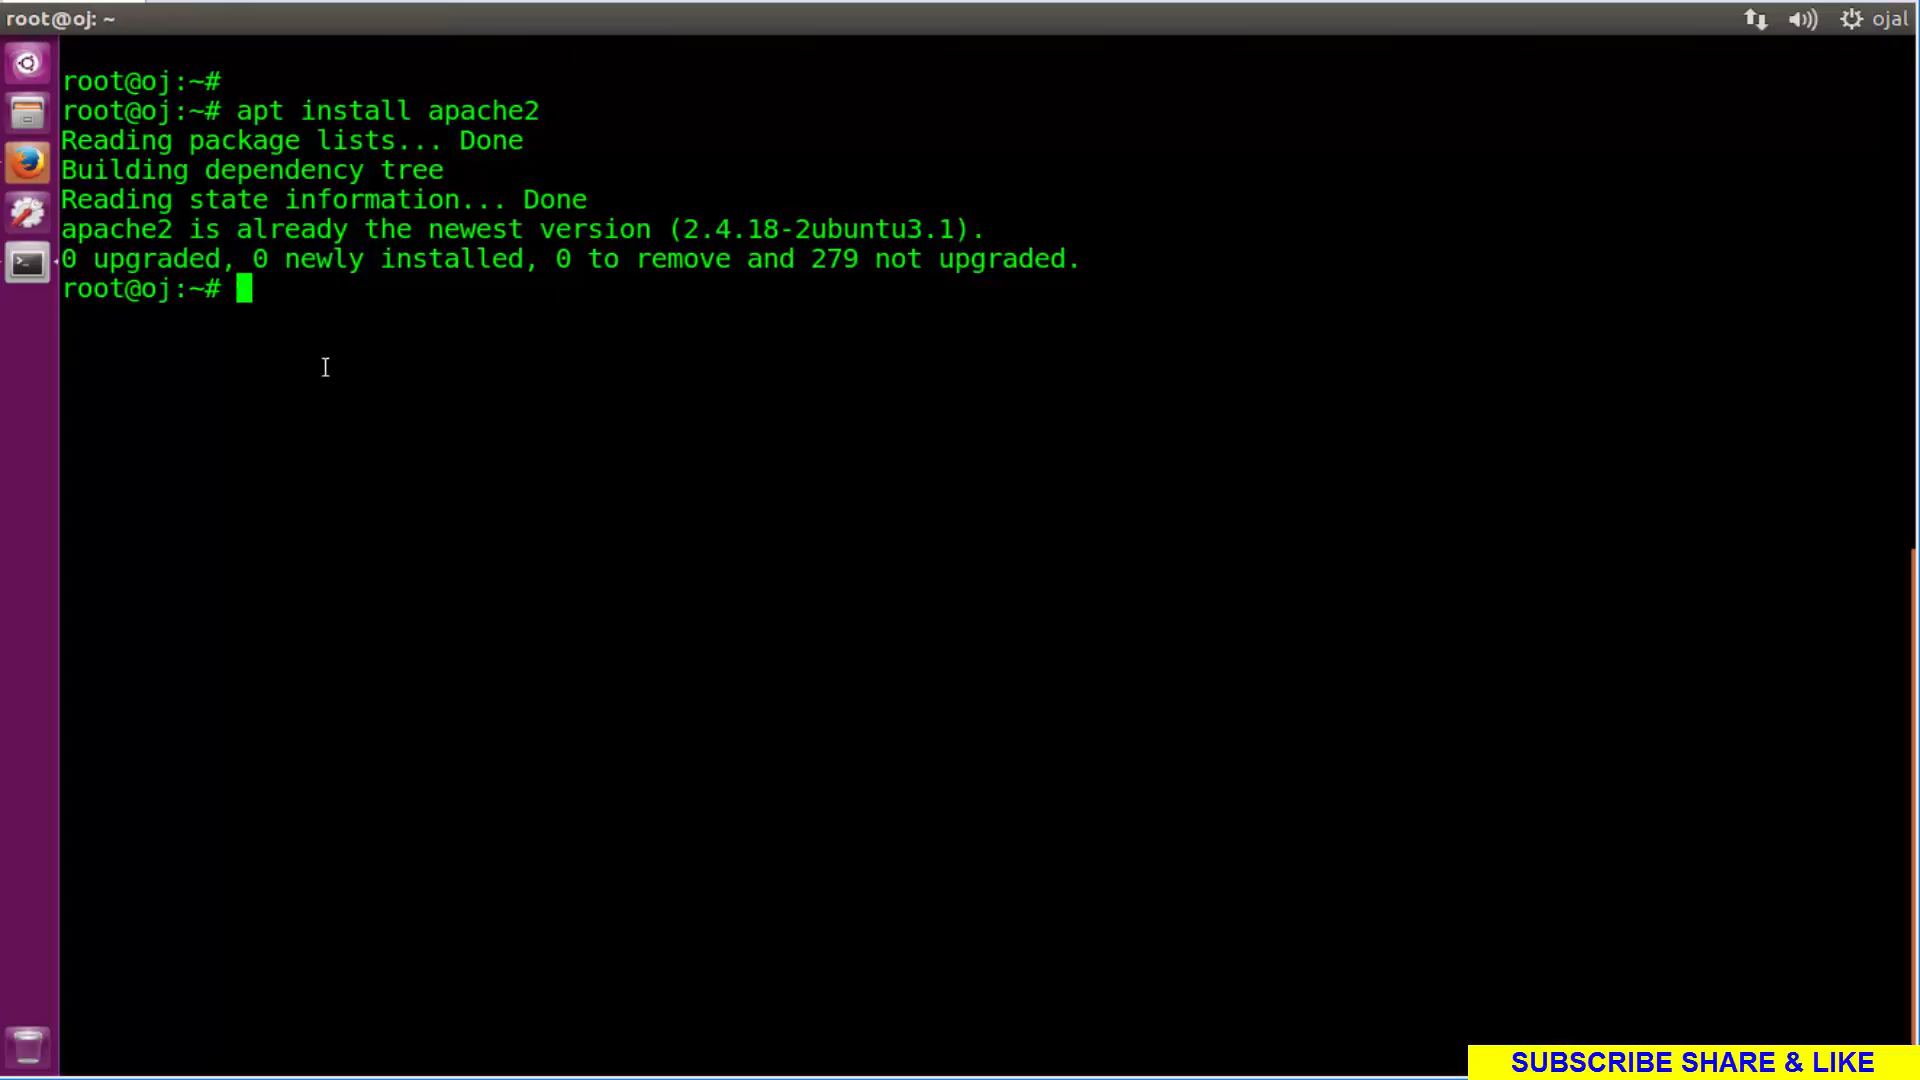 root@oj: ~
ojal
root@oj:~#
root@oj:~# apt install apache2
Reading package lists... Done
Building dependency tree
Reading state information... Done
apache2 is already the newest version (2.4.18-2ubuntu3.1).
0 upgraded, 0 newly installed, 0 to remove and 279 not upgraded.
root@oj:~#
SUBSCRIBE SHARE & LIKE